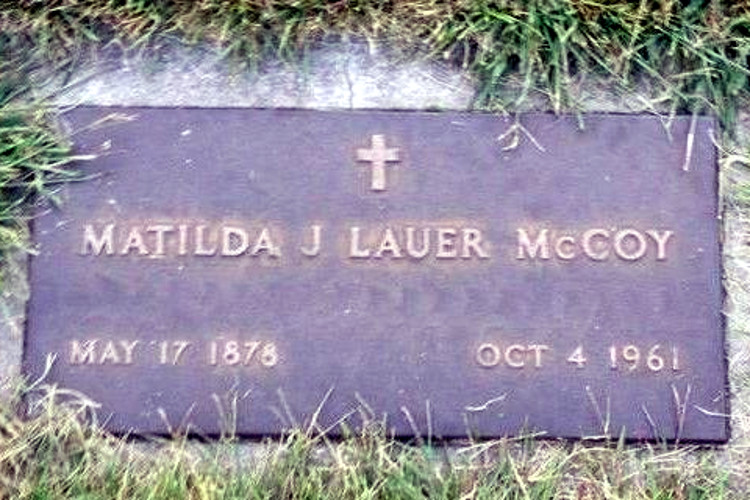 MATILDA J LAUER McCOY
MAY 17 1878 OCT 4 1961